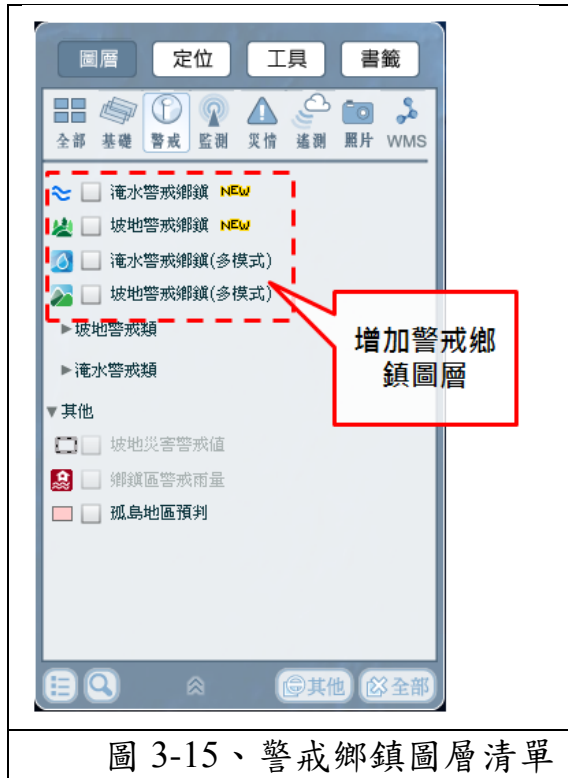 圖層 定位 工具 書籤
全部 基礎 警戒 監測 災情 遙測 照片 WMS
淹水警戒鄉鎮 NEW
坡地警戒鄉鎮 NEW
淹水警戒鄉鎮(多模式)
坡地警戒鄉鎮(多模式)
▶坡地警戒類
▶淹水警戒類
▼其他
坡地災害警戒值
鄉鎮區警戒雨量
孤島地區預判
增加警戒鄉
鎮圖層
其他 全部
圖 3-15、警戒鄉鎮圖層清單